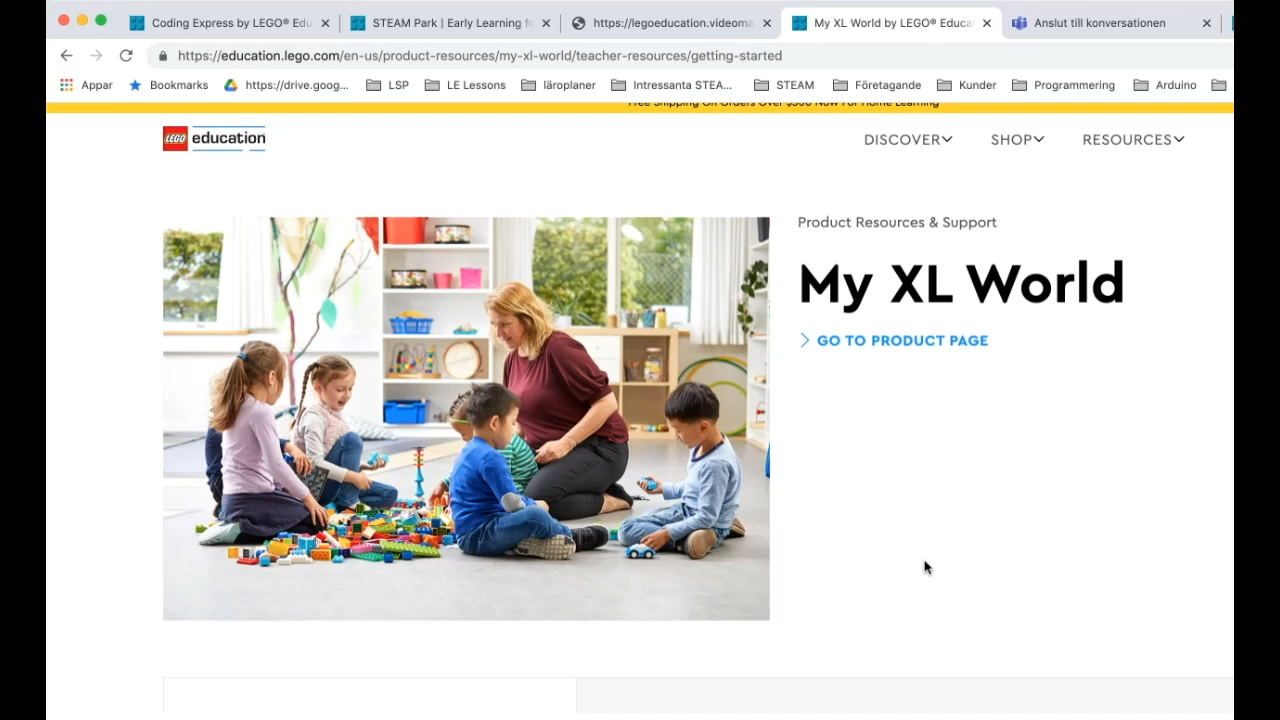 Coding Express by LEGO® Edu
STEAM Park | Early Learning fo
https://legoeducation.videoma
My XL World by LEGO® Educa
Anslut till konversationen
https://education.lego.com/en-us/product-resources/my-xl-world/teacher-resources/getting-started
Appar
Bookmarks
https://drive.goog...
LSP
LE Lessons
läroplaner
Intressanta STEA...
STEAM
Företagande
Kunder
Programmering
Arduino
Free Shipping On Orders Over $500 Now For Home Learning
LEGO education
DISCOVER
SHOP
RESOURCES
Product Resources & Support
My XL World
GO TO PRODUCT PAGE